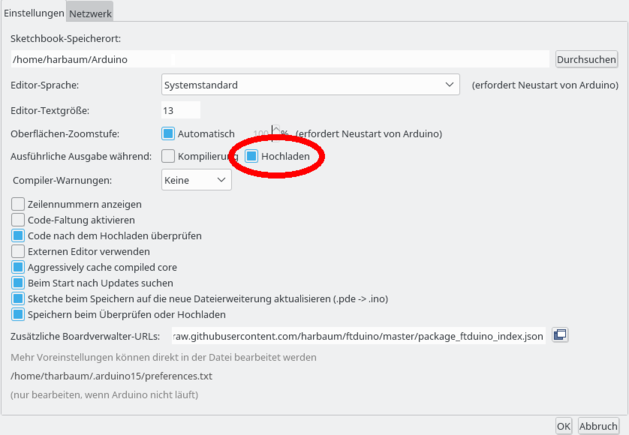 Einstellungen Netzwerk
Sketchbook-Speicherort:
/home/harbaum/Arduino Durchsuchen
Editor-Sprache: Systemstandard (erfordert Neustart von Arduino)
Editor-Textgröße: 13
Oberflächen-Zoomstufe: Automatisch 100 % (erfordert Neustart von Arduino)
Ausführliche Ausgabe während: Kompilierung Hochladen
Compiler-Warnungen: Keine
Zeilennummern anzeigen
Code-Faltung aktivieren
Code nach dem Hochladen überprüfen
Externen Editor verwenden
Aggressively cache compiled core
Beim Start nach Updates suchen
Sketche beim Speichern auf die neue Dateierweiterung aktualisieren (.pde -> .ino)
Speichern beim Überprüfen oder Hochladen
Zusätzliche Boardverwalter-URLs: raw.githubusercontent.com/harbaum/ftduino/master/package_ftduino_index.json
Mehr Voreinstellungen können direkt in der Datei bearbeitet werden
/home/tharbaum/.arduino15/preferences.txt
(nur bearbeiten, wenn Arduino nicht läuft)
OK Abbruch